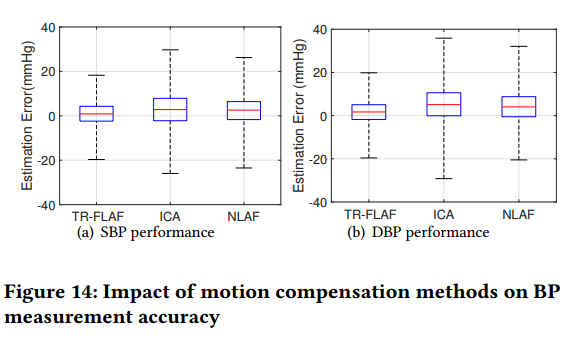 40
20
0
-20
-40
Estimation Error(mmHg)
TR-FLAF ICA NLAF
(a) SBP performance
40
20
0
-20
-40
Estimation Error (mmHg)
TR-FLAF ICA NLAF
(b) DBP performance
Figure 14: Impact of motion compensation methods on BP
measurement accuracy